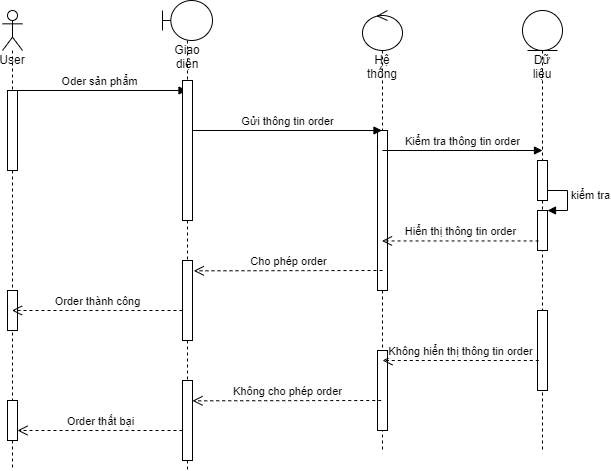 User
Giao
diện
Hệ
thống
Dữ
liệu
Oder sản phẩm
Gửi thông tin order
Kiểm tra thông tin order
kiểm tra
Hiển thị thông tin order
Cho phép order
Order thành công
Không hiển thị thông tin order
Không cho phép order
Order thất bại